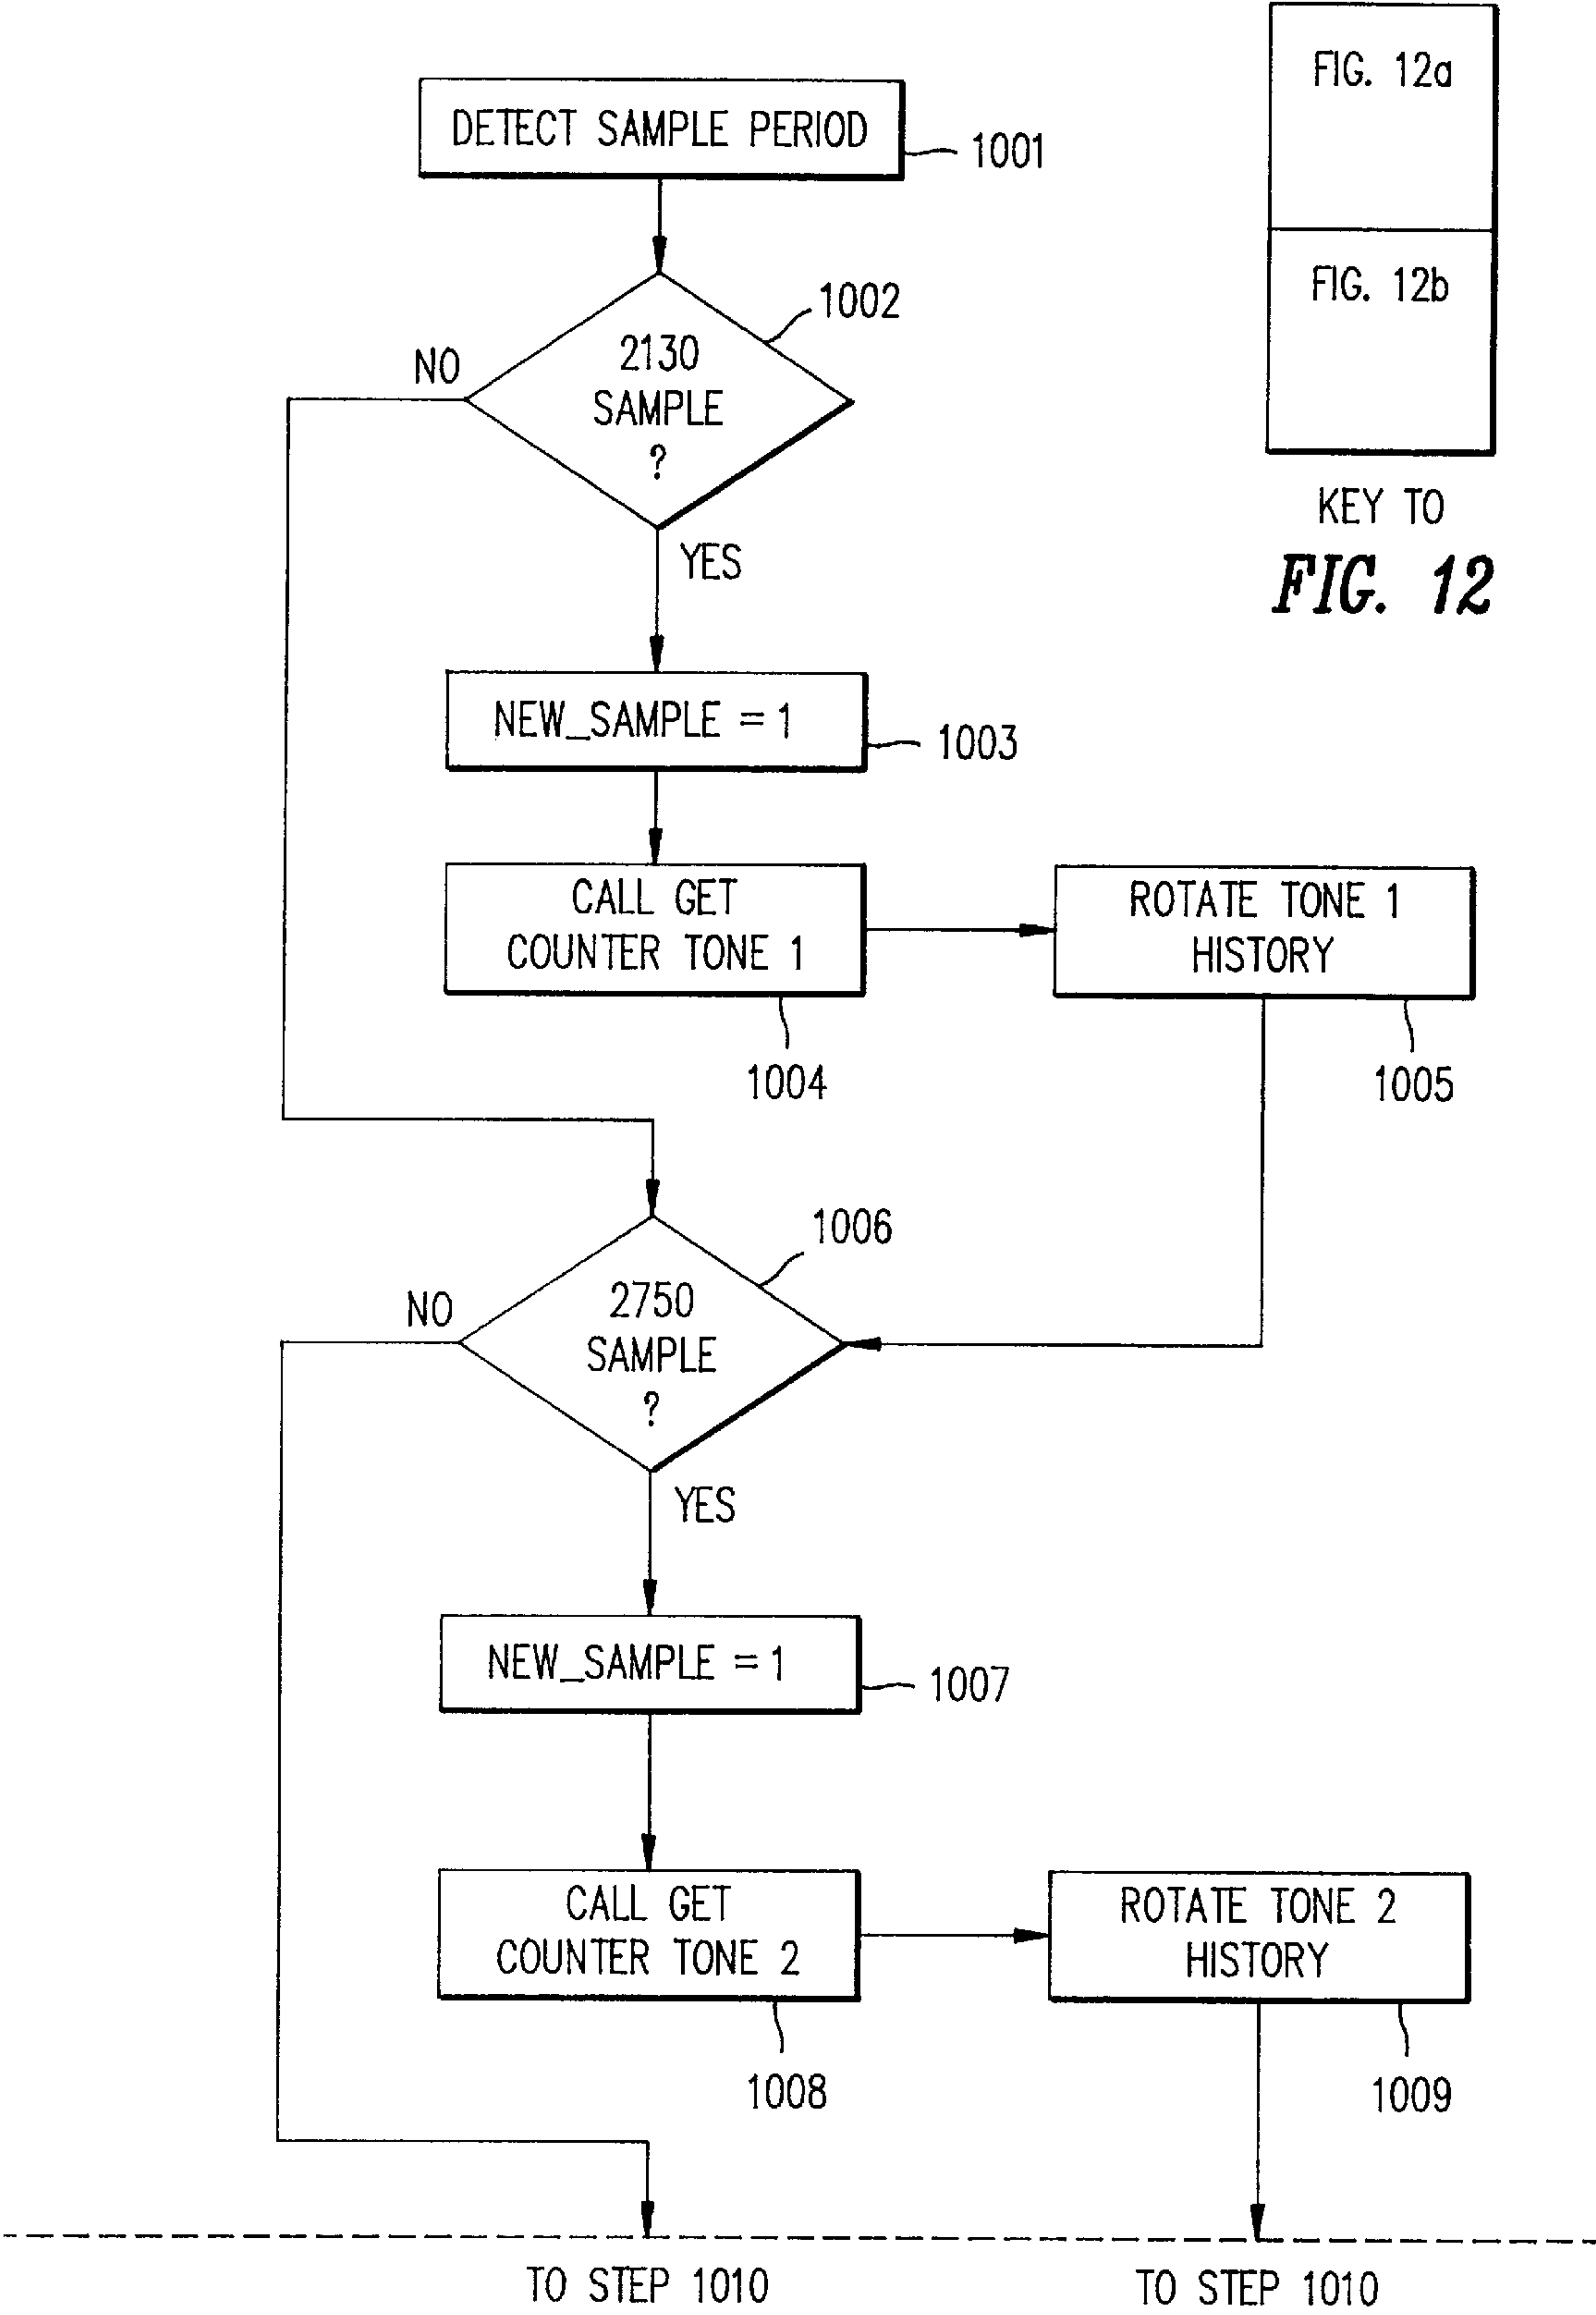 FIG. 12a
FIG. 12b
KEY TO
FIG. 12
DETECT SAMPLE PERIOD
1001
1002
2130
SAMPLE
?
NO
YES
NEW_SAMPLE = 1
1003
CALL GET
COUNTER TONE 1
1004
ROTATE TONE 1
HISTORY
1005
1006
2750
SAMPLE
?
NO
YES
NEW_SAMPLE = 1
1007
CALL GET
COUNTER TONE 2
1008
ROTATE TONE 2
HISTORY
1009
TO STEP 1010
TO STEP 1010